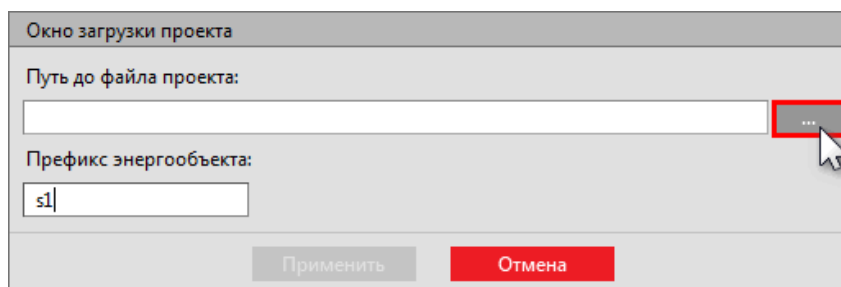 Окно загрузки проекта
Путь до файла проекта:
...
Префикс энергообъекта:
s1
Применить Отмена